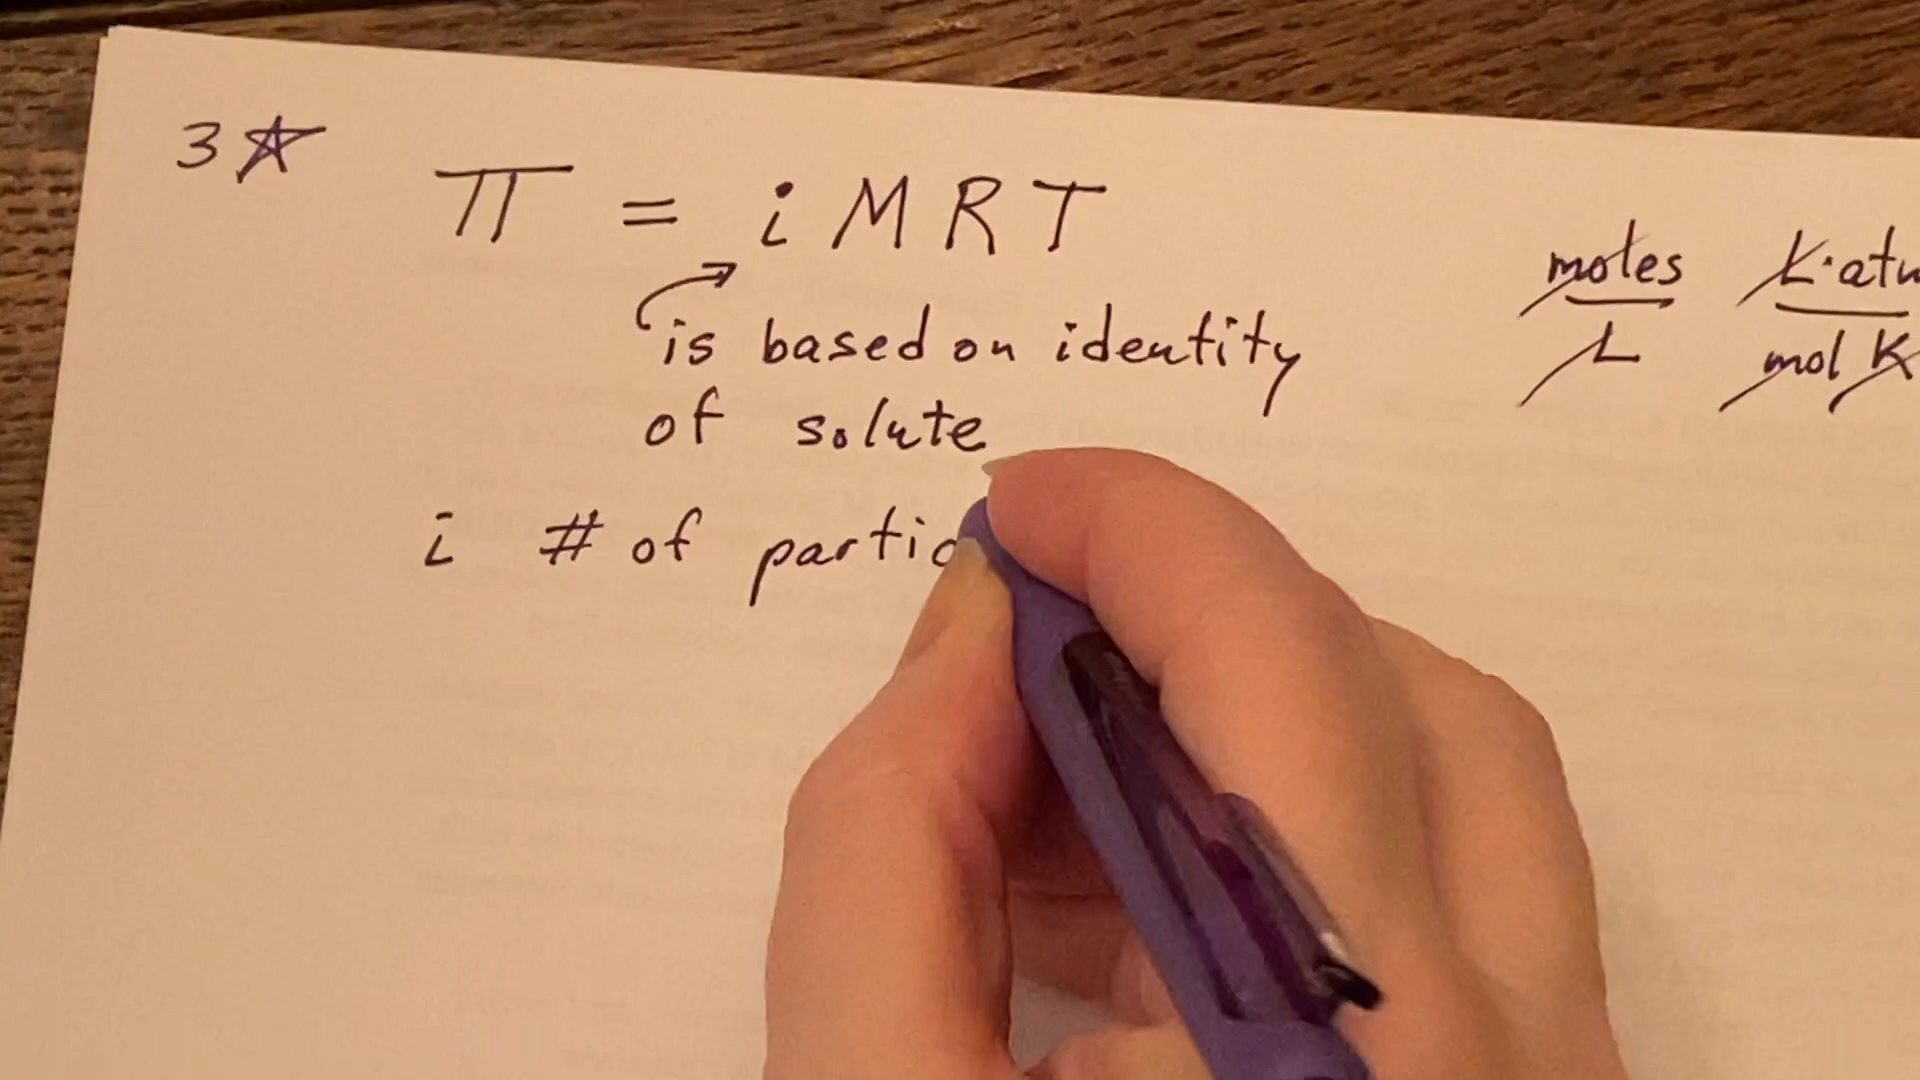 3☆
π = i M R T
is based on identity
of solute
i # of partic
moles L·atm
L mol K